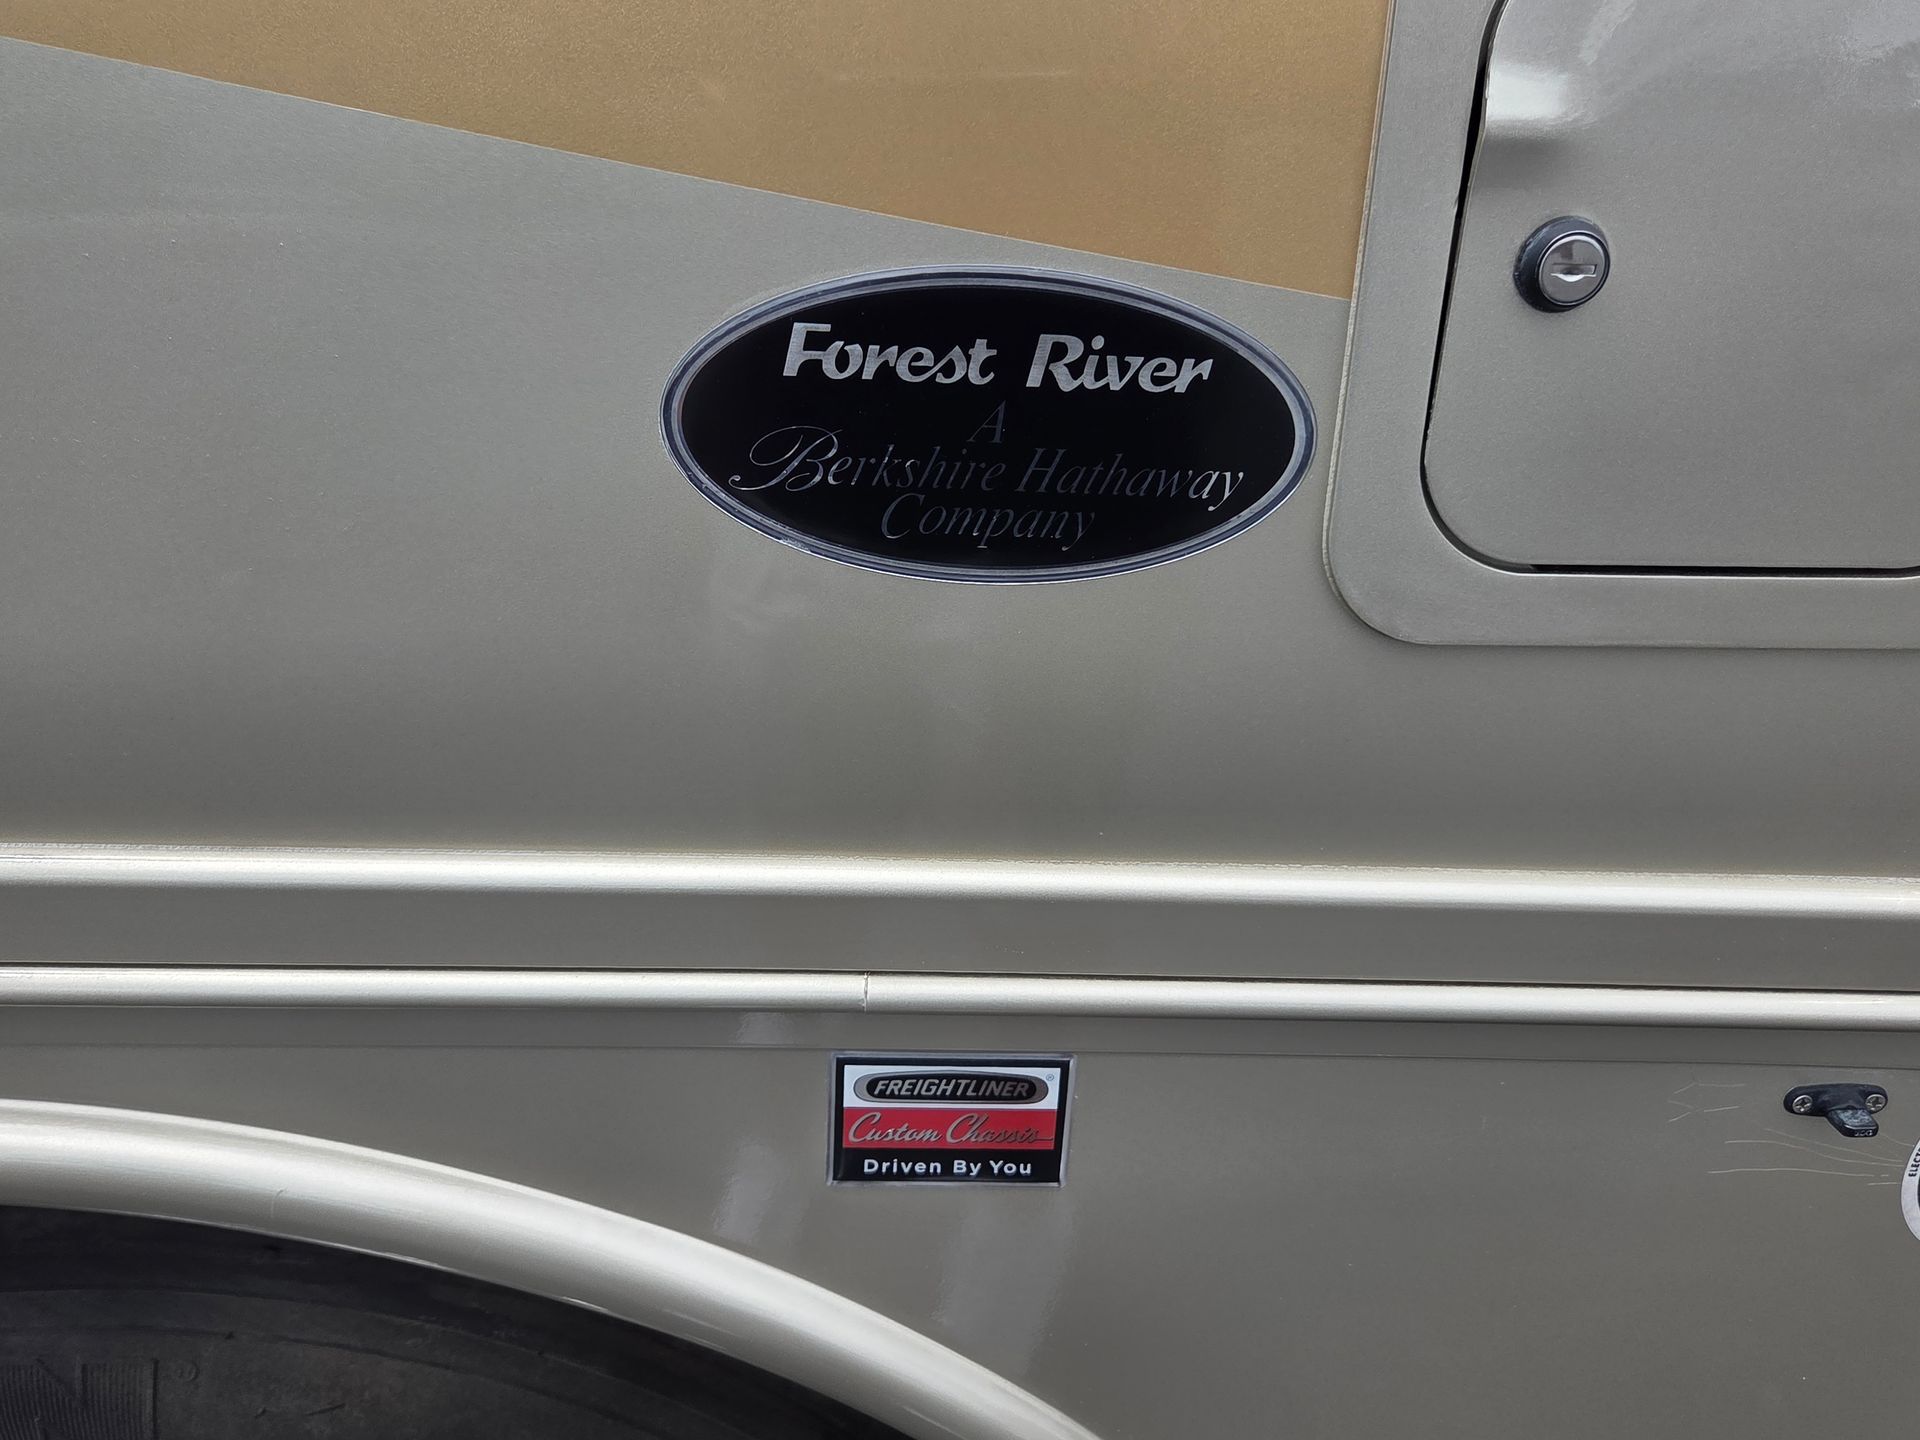 Forest River
A
Berkshire Hathaway
Company
FREIGHTLINER ®
Custom Chassis
Driven By You